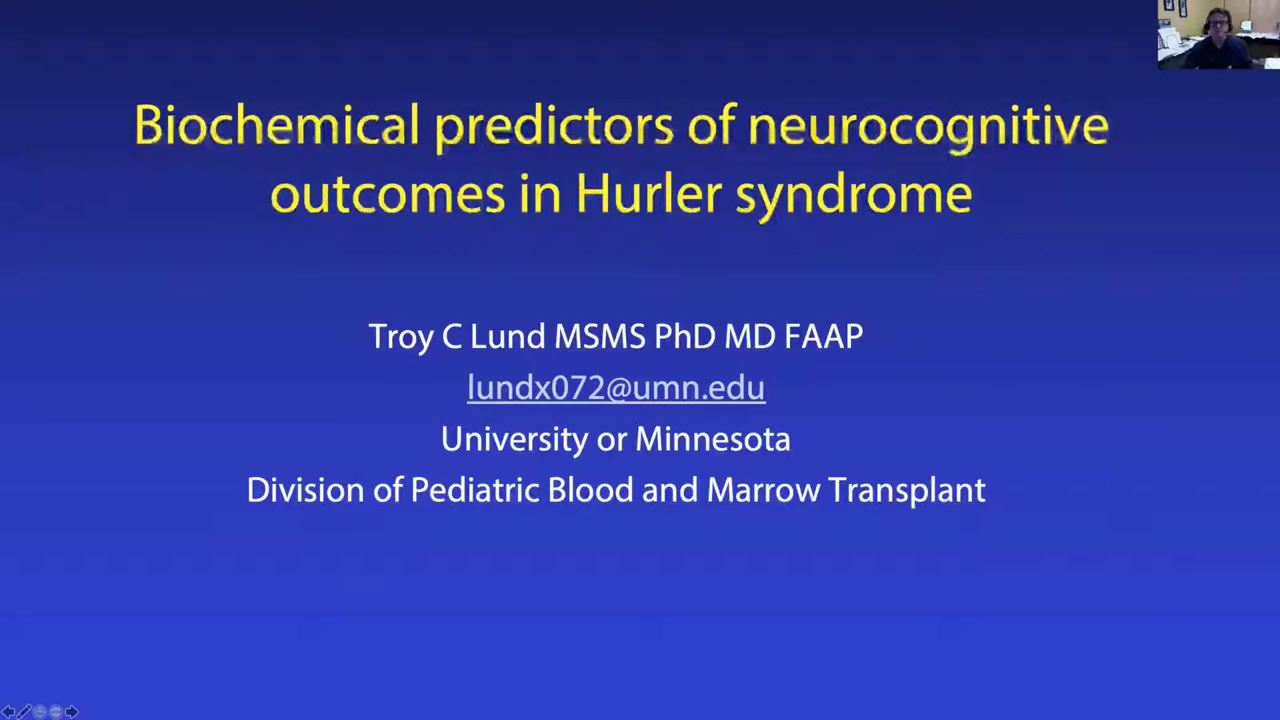 Biochemical predictors of neurocognitive
outcomes in Hurler syndrome
Troy C Lund MSMS PhD MD FAAP
lundx072@umn.edu
University or Minnesota
Division of Pediatric Blood and Marrow Transplant